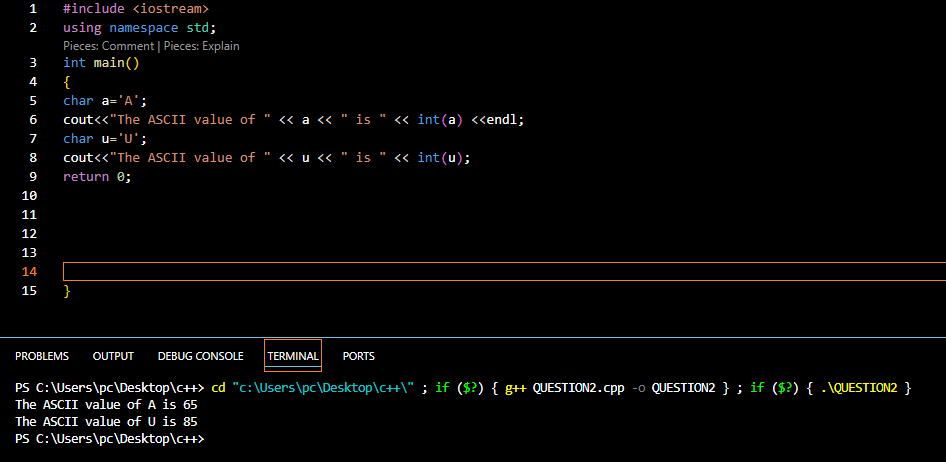 1 #include <iostream>
2 using namespace std;
Pieces: Comment | Pieces: Explain
3 int main()
4 {
5 char a='A';
6 cout<<"The ASCII value of " << a << " is " << int(a) <<endl;
7 char u='U';
8 cout<<"The ASCII value of " << u << " is " << int(u);
9 return 0;
10
11
12
13
14
15 }
PROBLEMS OUTPUT DEBUG CONSOLE TERMINAL PORTS
PS C:\Users\pc\Desktop\c++> cd "c:\Users\pc\Desktop\c++\" ; if ($?) { g++ QUESTION2.cpp -o QUESTION2 } ; if ($?) { .\QUESTION2 }
The ASCII value of A is 65
The ASCII value of U is 85
PS C:\Users\pc\Desktop\c++>